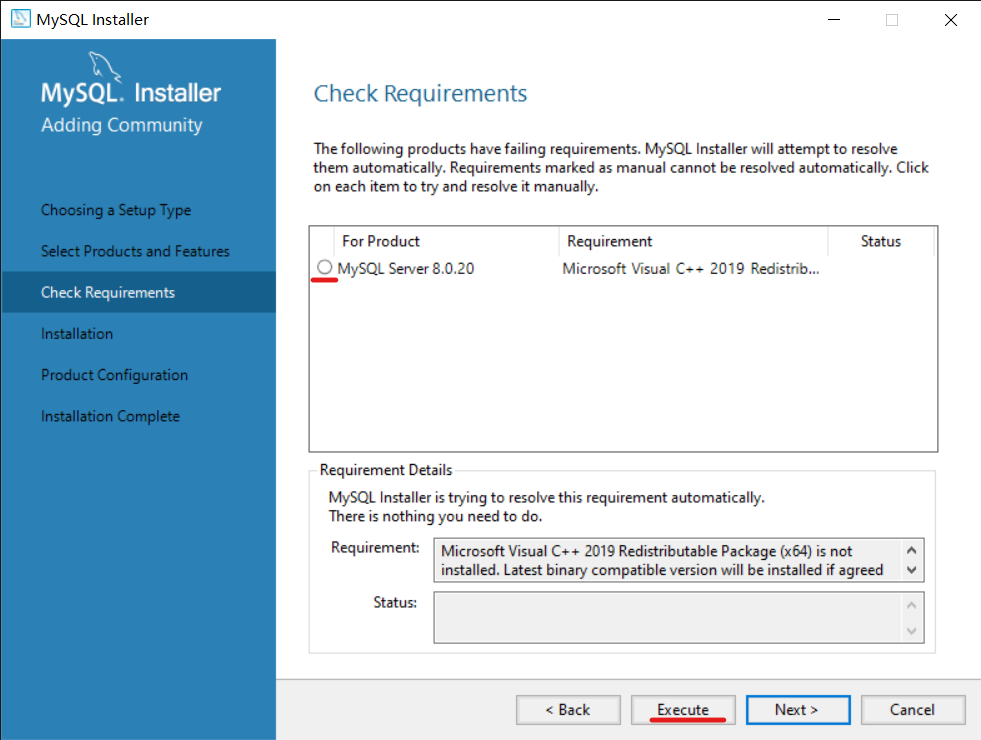 MySQL Installer
MySQL. Installer
Adding Community
Choosing a Setup Type
Select Products and Features
Check Requirements
Installation
Product Configuration
Installation Complete
Check Requirements
The following products have failing requirements. MySQL Installer will attempt to resolve
them automatically. Requirements marked as manual cannot be resolved automatically. Click
on each item to try and resolve it manually.
For Product Requirement Status
MySQL Server 8.0.20 Microsoft Visual C++ 2019 Redistrib...
Requirement Details
MySQL Installer is trying to resolve this requirement automatically.
There is nothing you need to do.
Requirement: Microsoft Visual C++ 2019 Redistributable Package (x64) is not
installed. Latest binary compatible version will be installed if agreed
Status:
< Back Execute Next > Cancel